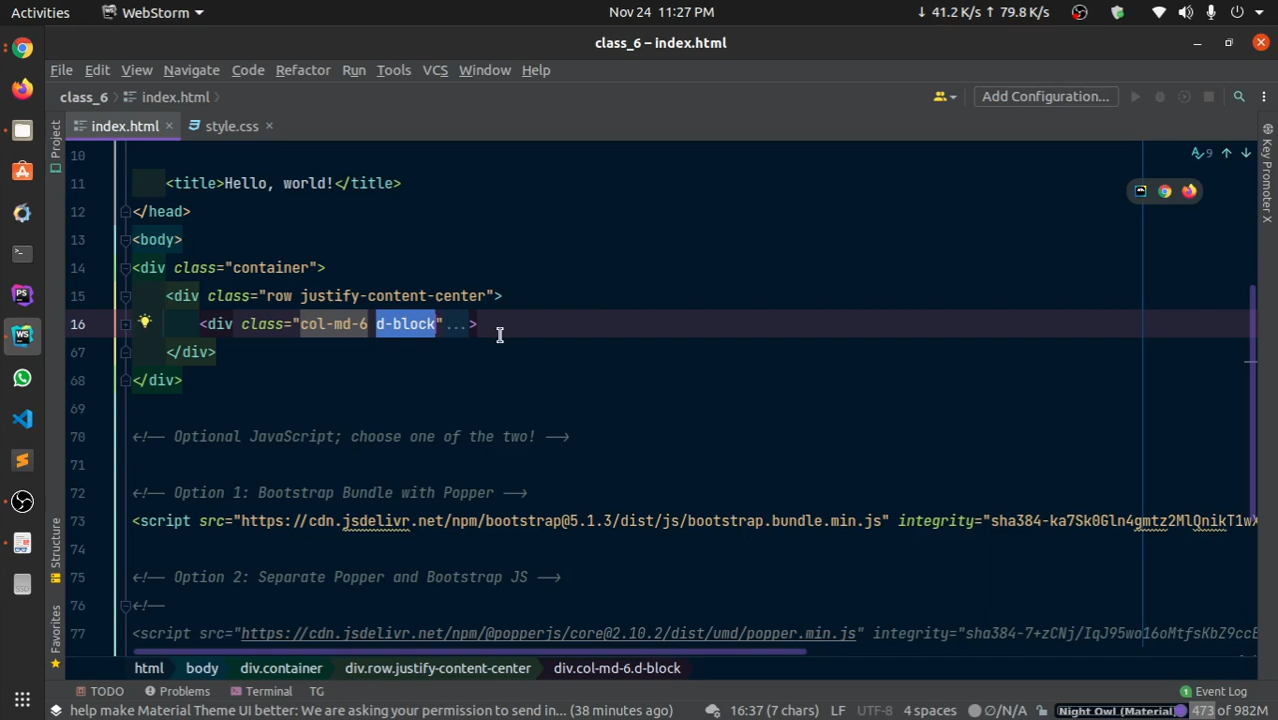 Activities
WebStorm
Nov 24 11:27 PM
↓ 41.2 K/s ↑ 79.8 K/s
class_6 – index.html
File Edit View Navigate Code Refactor Run Tools VCS Window Help
class_6 index.html
Add Configuration...
Project
index.html
style.css
Key Promoter X
10
9
11 <title>Hello, world!</title>
12 </head>
13 <body>
14 <div class="container">
15 <div class="row justify-content-center">
16 <div class="col-md-6 d-block"...>
67 </div>
68 </div>
69
70 <!-- Optional JavaScript; choose one of the two! -->
71
72 <!-- Option 1: Bootstrap Bundle with Popper -->
73 <script src="https://cdn.jsdelivr.net/npm/bootstrap@5.1.3/dist/js/bootstrap.bundle.min.js" integrity="sha384-ka7Sk0Gln4gmtz2MlQnikT1wX
74
75 <!-- Option 2: Separate Popper and Bootstrap JS -->
76 <!--
77 <script src="https://cdn.jsdelivr.net/npm/@popperjs/core@2.10.2/dist/umd/popper.min.js" integrity="sha384-7+zCNj/IqJ95wo16oMtfsKbZ9ccE
Structure
Favorites
html body div.container div.row.justify-content-center div.col-md-6.d-block
TODO Problems Terminal TG
Event Log
help make Material Theme UI better: We are asking your permission to send... (38 minutes ago)
16:37 (7 chars) LF UTF-8 4 spaces ∅/N/A Night Owl (Material) 473 of 982M